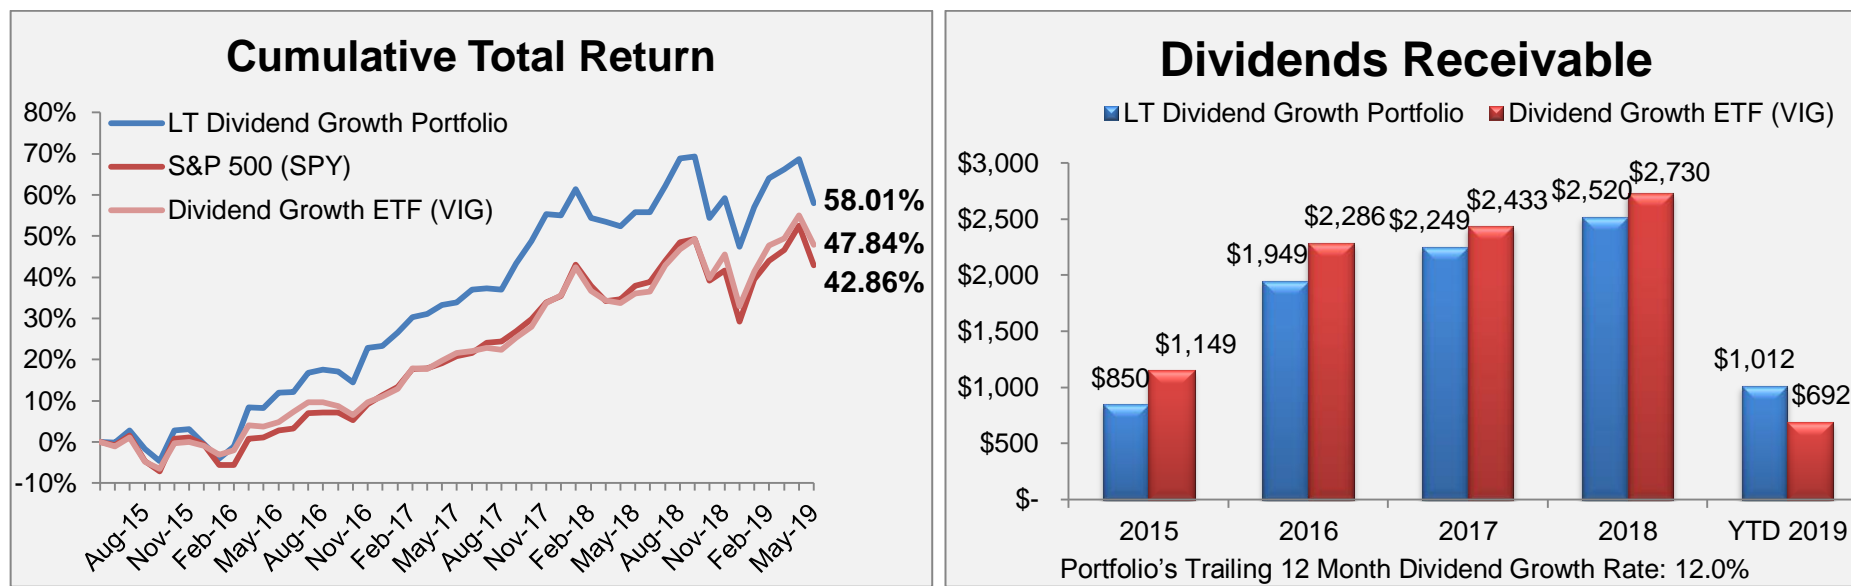 Cumulative Total Return
80%
70%
60%
50%
40%
30%
20%
10%
0%
-10%
LT Dividend Growth Portfolio
S&P 500 (SPY)
Dividend Growth ETF (VIG)
58.01%
47.84%
42.86%
Aug-15
Nov-15
Feb-16
May-16
Aug-16
Nov-16
Feb-17
May-17
Aug-17
Nov-17
Feb-18
May-18
Aug-18
Nov-18
Feb-19
May-19
Dividends Receivable
LT Dividend Growth Portfolio Dividend Growth ETF (VIG)
$3,000
$2,500
$2,000
$1,500
$1,000
$500
$-
$850
$1,149
$1,949
$2,286
$2,249
$2,433
$2,520
$2,730
$1,012
$692
2015 2016 2017 2018 YTD 2019
Portfolio’s Trailing 12 Month Dividend Growth Rate: 12.0%